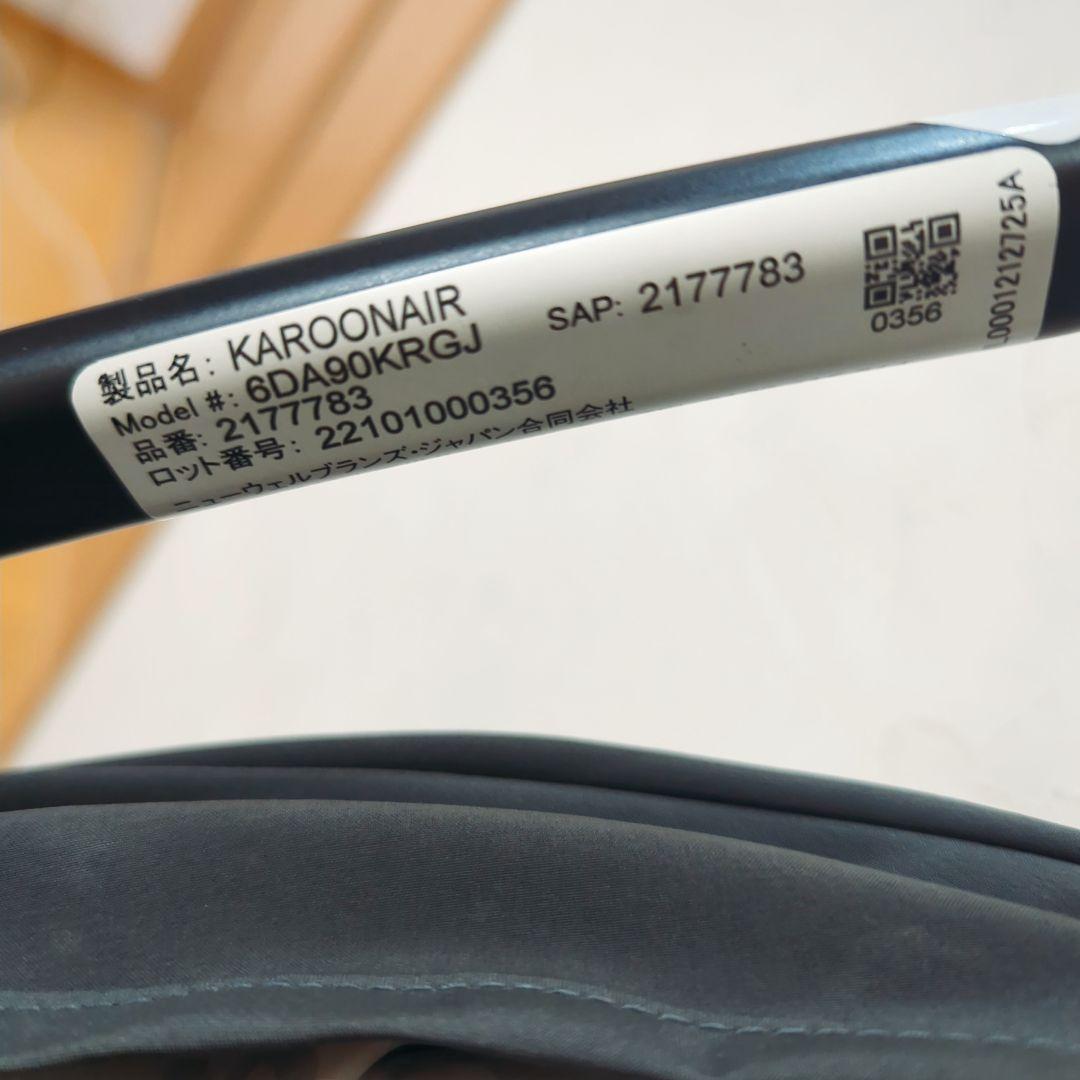 製品名: KAROONAIR
Model #: 6DA90KRGJ
品番: 2177783
ロット番号: 22101000356
ニューウェルブランズ・ジャパン合同会社
SAP: 2177783
0356
0001212725A